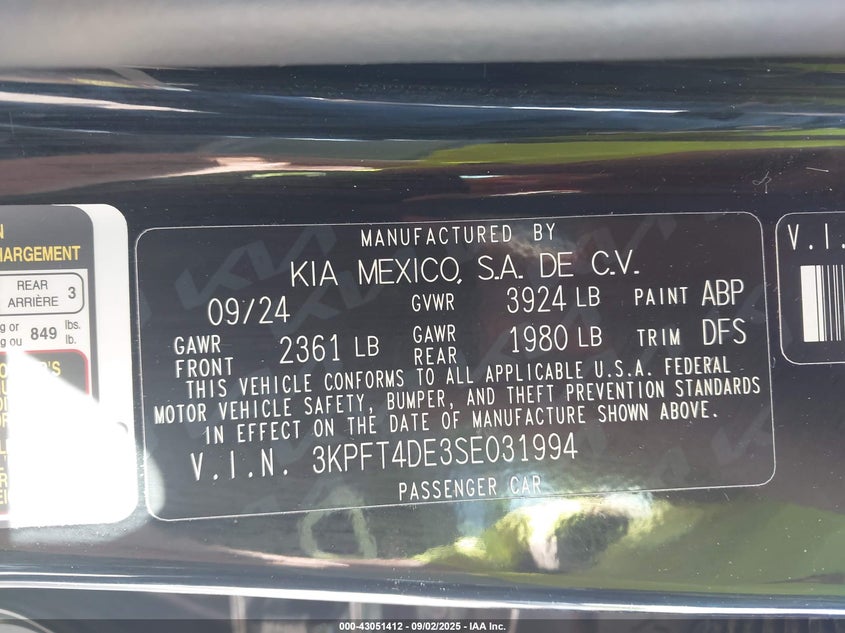 MANUFACTURED BY
KIA MEXICO, S.A. DE C.V.
09/24 GVWR 3924 LB PAINT ABP
GAWR FRONT 2361 LB GAWR REAR 1980 LB TRIM DFS
THIS VEHICLE CONFORMS TO ALL APPLICABLE U.S.A. FEDERAL
MOTOR VEHICLE SAFETY, BUMPER, AND THEFT PREVENTION STANDARDS
IN EFFECT ON THE DATE OF MANUFACTURE SHOWN ABOVE.
V.I.N. 3KPFT4DE3SE031994
PASSENGER CAR
HARGEMENT
REAR
ARRIÈRE 3
g or
g ou 849 lbs.
lb.
V.I.
000-43051412 - 09/02/2025 - IAA Inc.